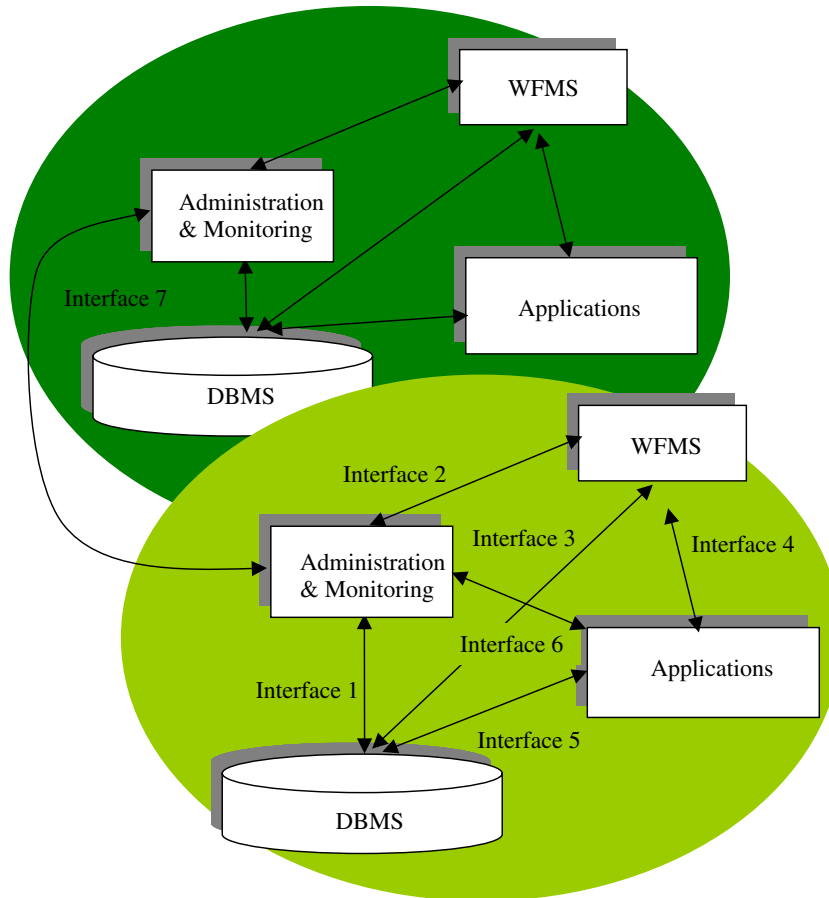 WFMS
Administration
& Monitoring
Interface 7
Applications
DBMS
WFMS
Interface 2
Interface 3
Interface 4
Administration
& Monitoring
Interface 6
Applications
Interface 1
Interface 5
DBMS